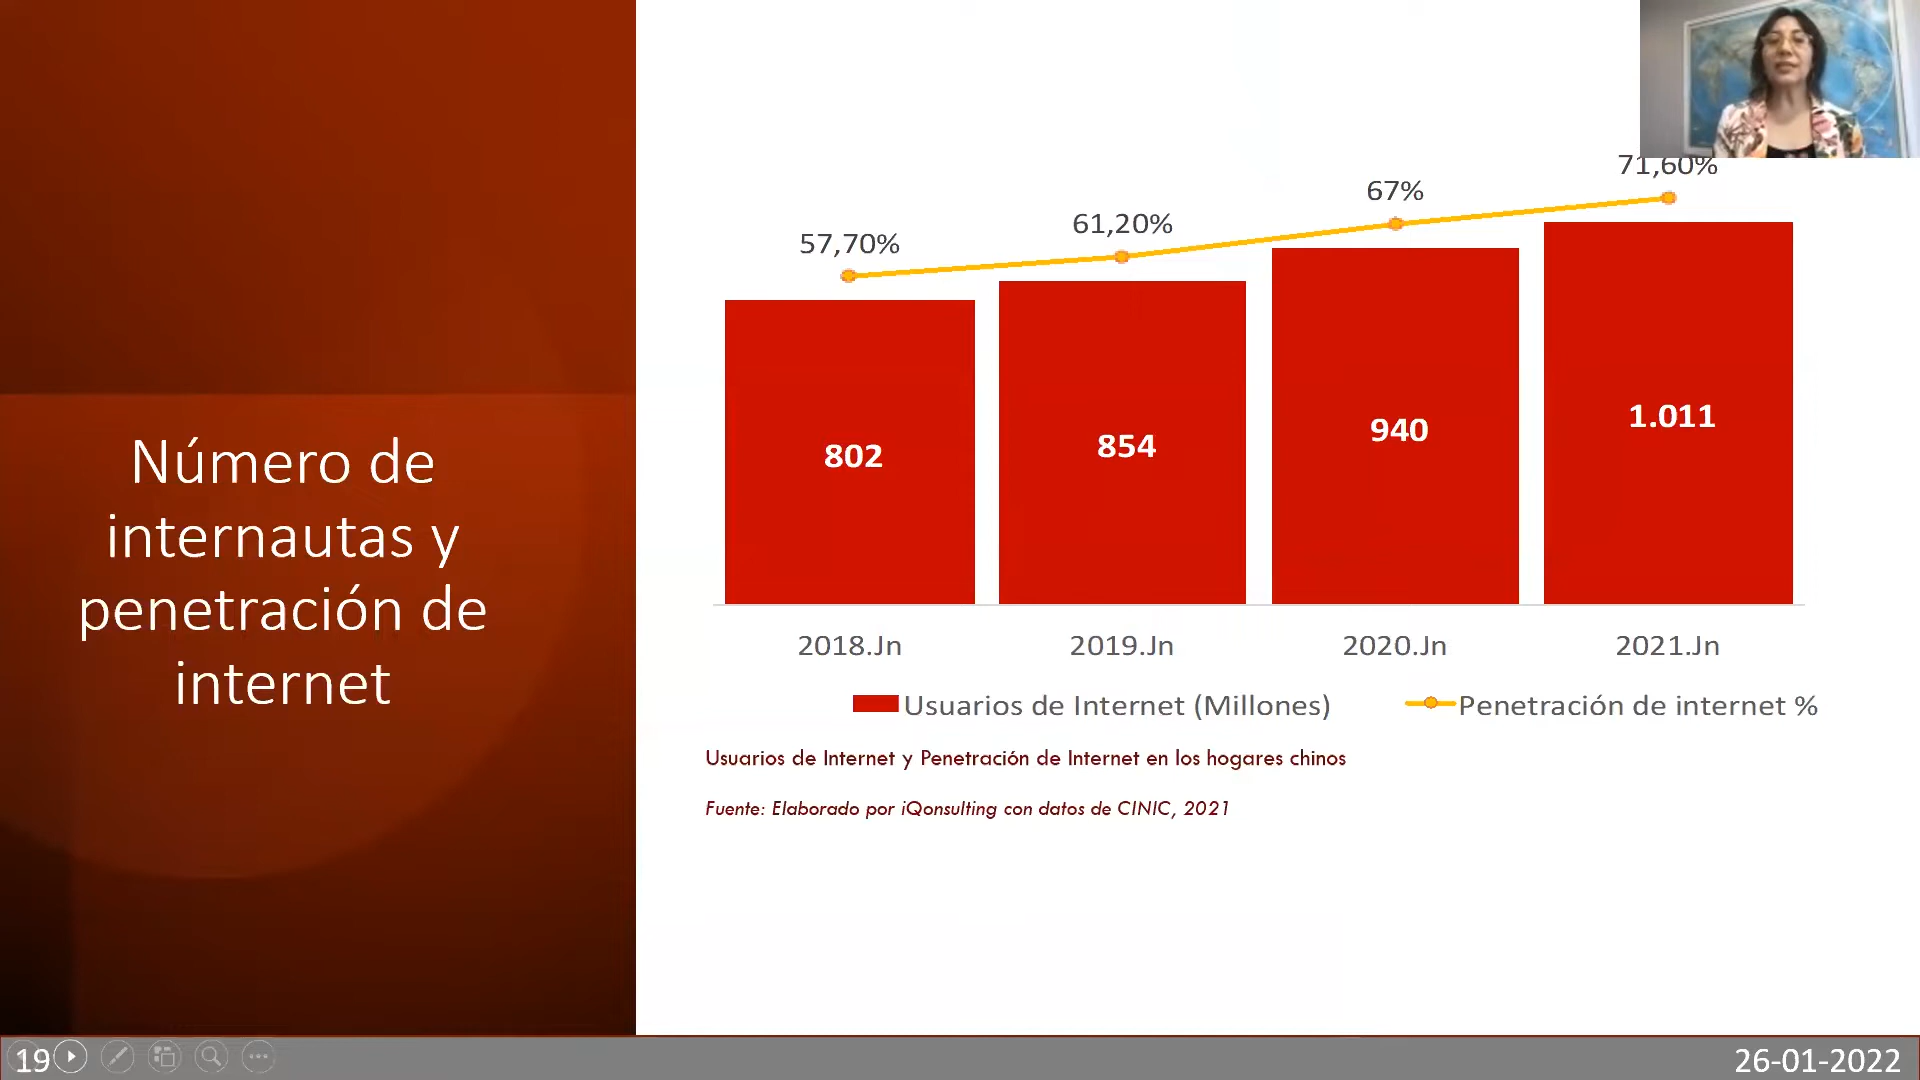 Número de
internautas y
penetración de
internet
57,70%
61,20%
67%
71,60%
802
854
940
1.011
2018.Jn
2019.Jn
2020.Jn
2021.Jn
Usuarios de Internet (Millones)
Penetración de internet %
Usuarios de Internet y Penetración de Internet en los hogares chinos
Fuente: Elaborado por iQonsulting con datos de CINIC, 2021
19
26-01-2022